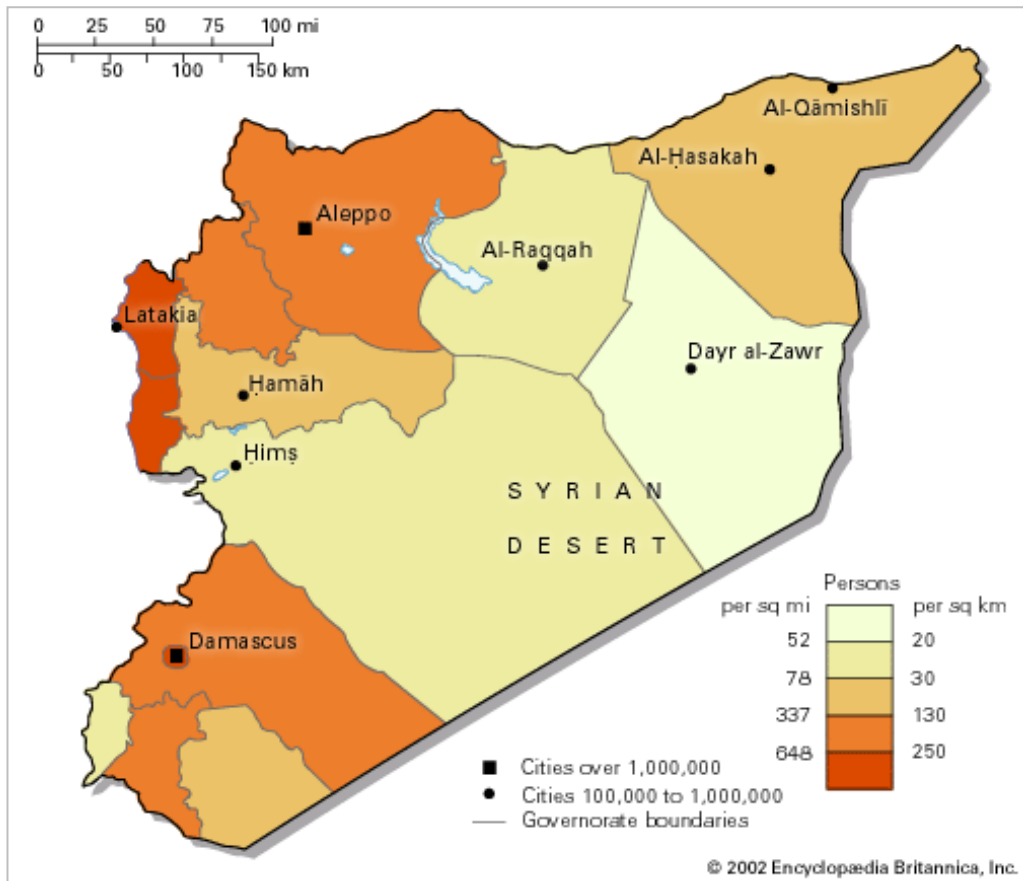 0 25 50 75 100 mi
0 50 100 150 km
Al-Qāmishlī
Al-Ḥasakah
Aleppo
Al-Raqqah
Latakia
Dayr al-Zawr
Ḥamāh
Ḥimṣ
SYRIAN
DESERT
Persons
per sq mi per sq km
52 20
78 30
337 130
648 250
Damascus
Cities over 1,000,000
Cities 100,000 to 1,000,000
Governorate boundaries
© 2002 Encyclopædia Britannica, Inc.